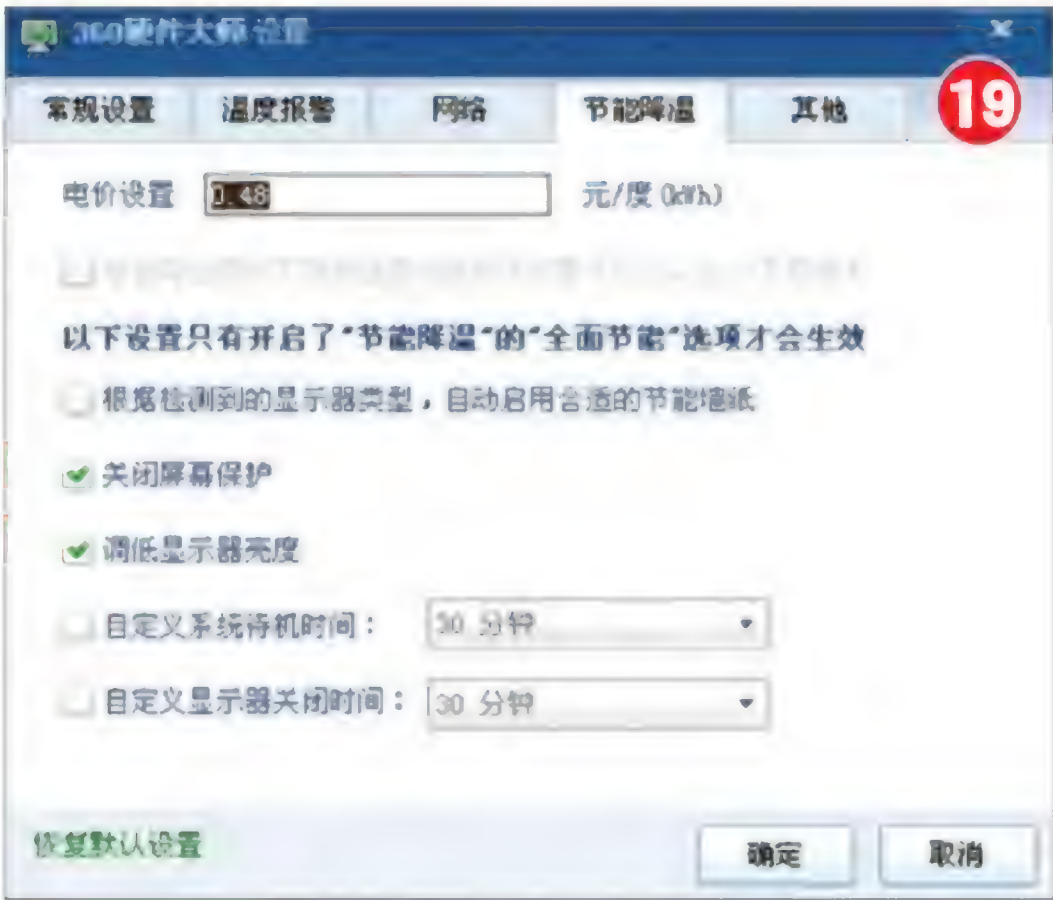 360硬件大师 设置
19
常规设置 温度报警 网络 节能降温 其他
电价设置 0.48 元/度(kWh)
以下设置只有开启了"节能降温"的"全面节能"选项才会生效
根据检测到的显示器类型，自动启用合适的节能墙纸
关闭屏幕保护
调低显示器亮度
自定义系统待机时间： 30 分钟
自定义显示器关闭时间： 30 分钟
恢复默认设置 确定 取消